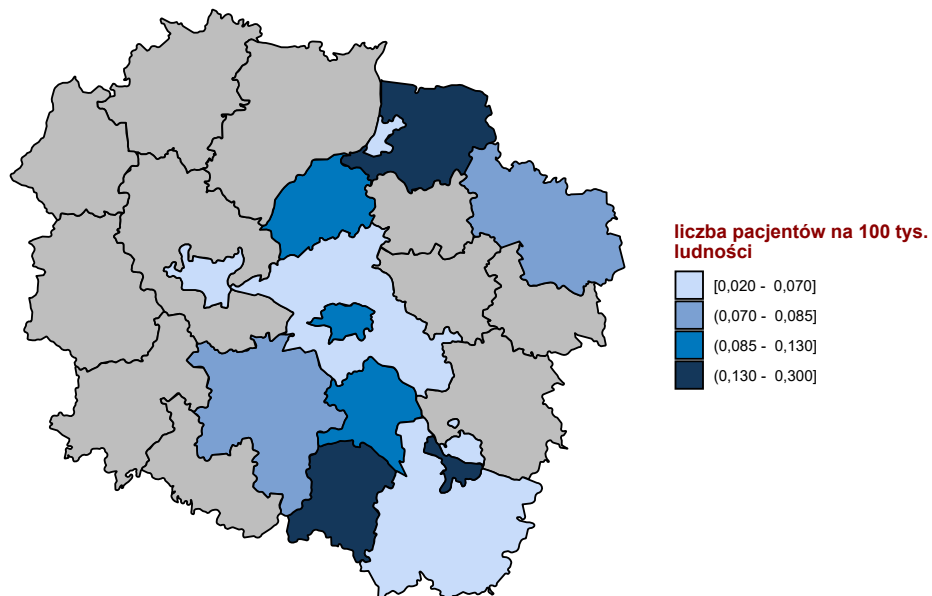 liczba pacjentów na 100 tys.
ludności
[0,020 - 0,070]
(0,070 - 0,085]
(0,085 - 0,130]
(0,130 - 0,300]